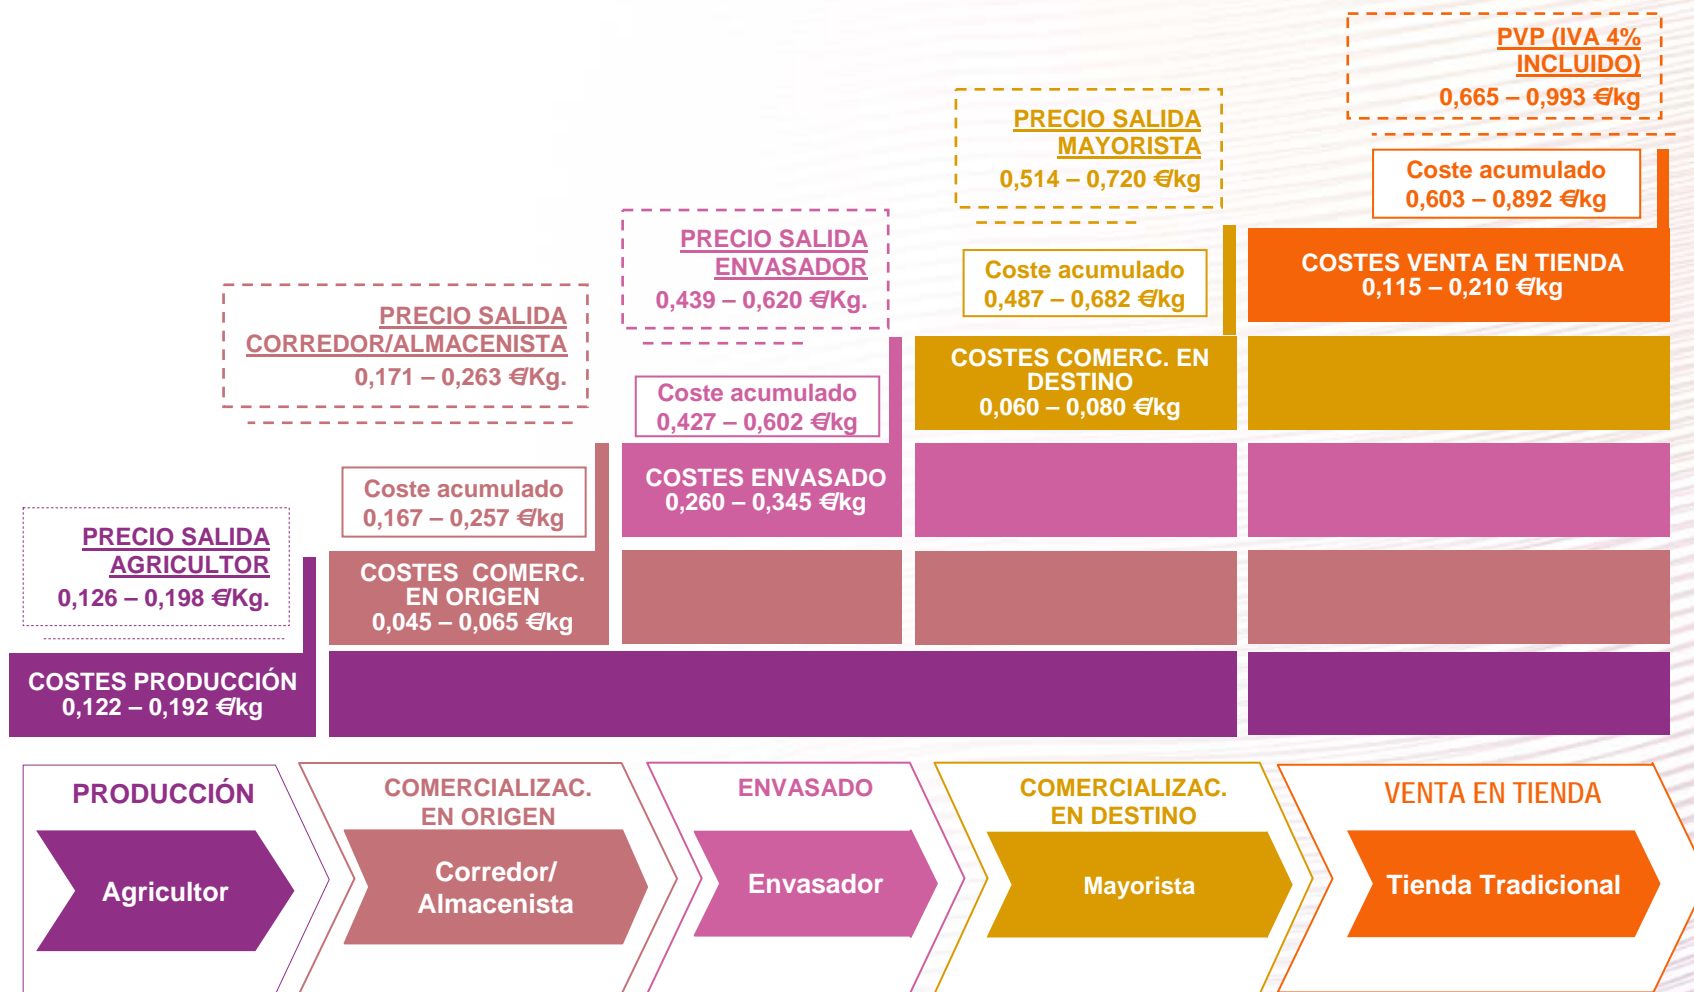 PVP (IVA 4%
INCLUIDO)
0,665 – 0,993 €/kg
PRECIO SALIDA
MAYORISTA
0,514 – 0,720 €/kg
Coste acumulado
0,603 – 0,892 €/kg
PRECIO SALIDA
ENVASADOR
0,439 – 0,620 €/Kg.
Coste acumulado
0,487 – 0,682 €/kg
COSTES VENTA EN TIENDA
0,115 – 0,210 €/kg
PRECIO SALIDA
CORREDOR/ALMACENISTA
0,171 – 0,263 €/Kg.
Coste acumulado
0,427 – 0,602 €/kg
COSTES COMERC. EN
DESTINO
0,060 – 0,080 €/kg
Coste acumulado
0,167 – 0,257 €/kg
COSTES ENVASADO
0,260 – 0,345 €/kg
PRECIO SALIDA
AGRICULTOR
0,126 – 0,198 €/Kg.
COSTES COMERC.
EN ORIGEN
0,045 – 0,065 €/kg
COSTES PRODUCCIÓN
0,122 – 0,192 €/kg
PRODUCCIÓN
Agricultor
COMERCIALIZAC.
EN ORIGEN
Corredor/
Almacenista
ENVASADO
Envasador
COMERCIALIZAC.
EN DESTINO
Mayorista
VENTA EN TIENDA
Tienda Tradicional